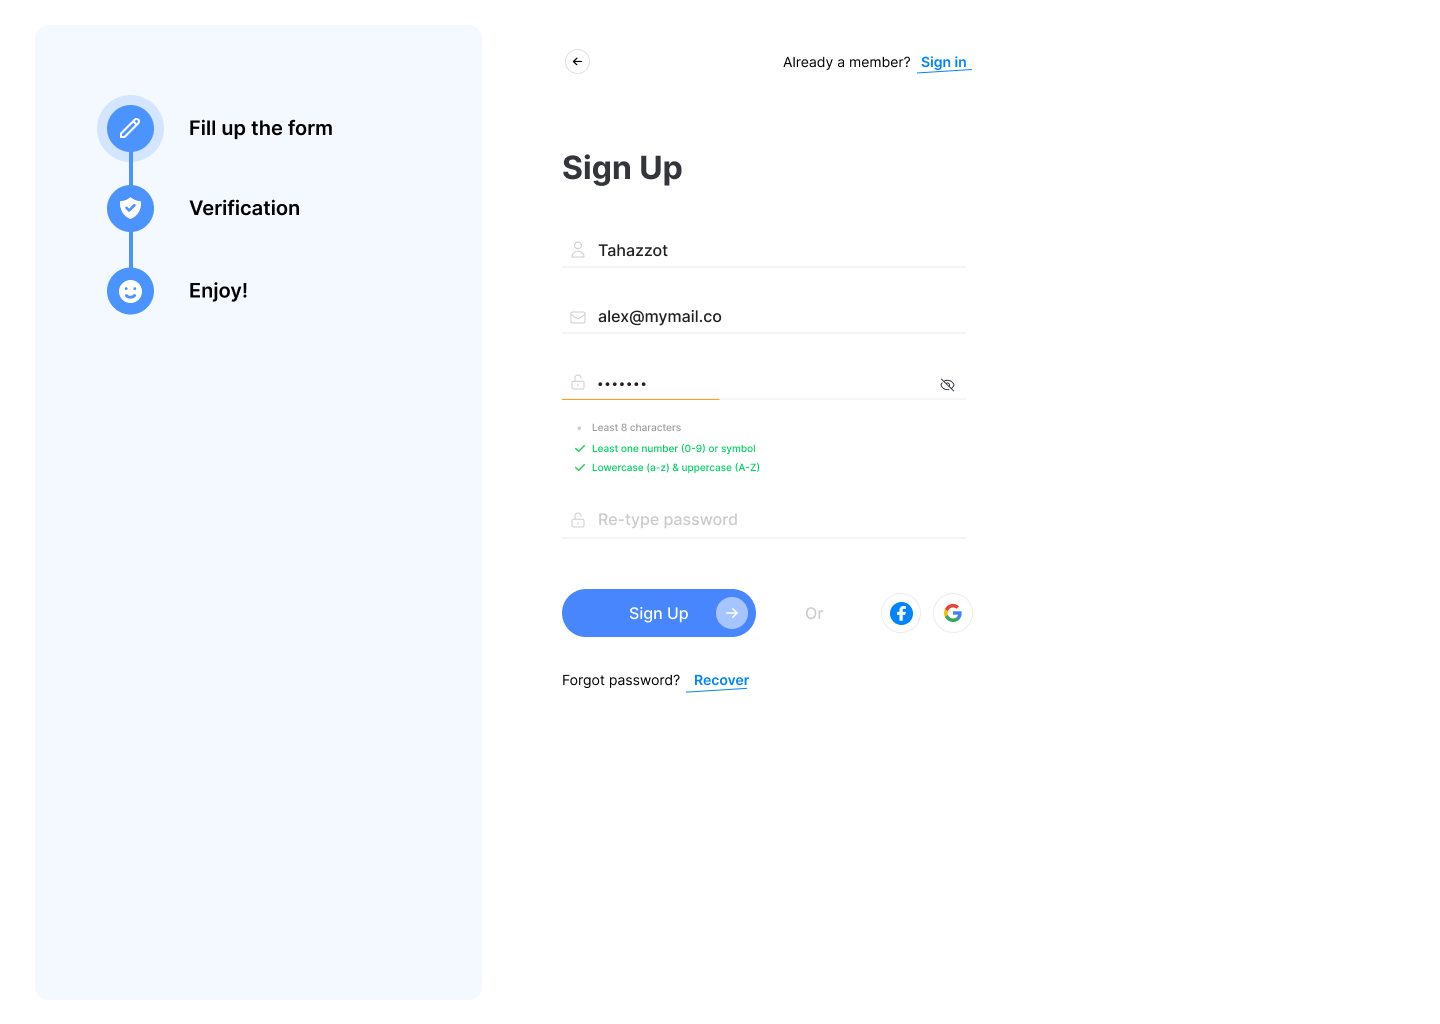 Fill up the form
Verification
Enjoy!
Already a member? Sign in
Sign Up
Tahazzot
alex@mymail.co
•••••••
Least 8 characters
Least one number (0-9) or symbol
Lowercase (a-z) & uppercase (A-Z)
Re-type password
Sign Up
Or
Forgot password? Recover